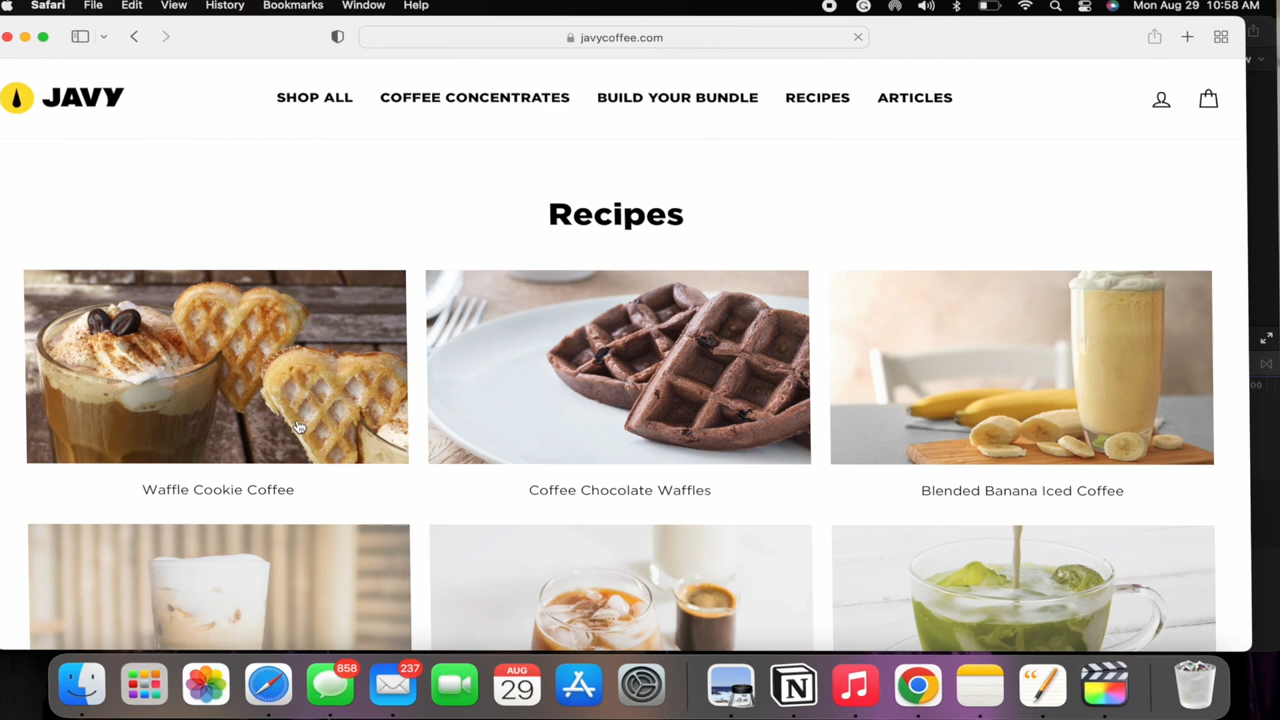 Safari File Edit View History Bookmarks Window Help Mon Aug 29 10:58 AM
javycoffee.com
JAVY SHOP ALL COFFEE CONCENTRATES BUILD YOUR BUNDLE RECIPES ARTICLES
Recipes
Waffle Cookie Coffee Coffee Chocolate Waffles Blended Banana Iced Coffee
858 237 AUG
29